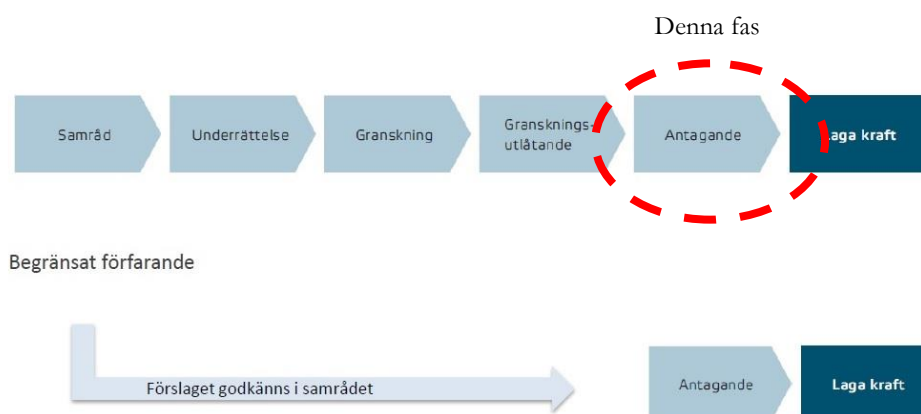 Denna fas
Samråd
Underrättelse
Granskning
Gransknings-
utlåtande
Antagande
Laga kraft
Begränsat förfarande
Förslaget godkänns i samrådet
Antagande
Laga kraft